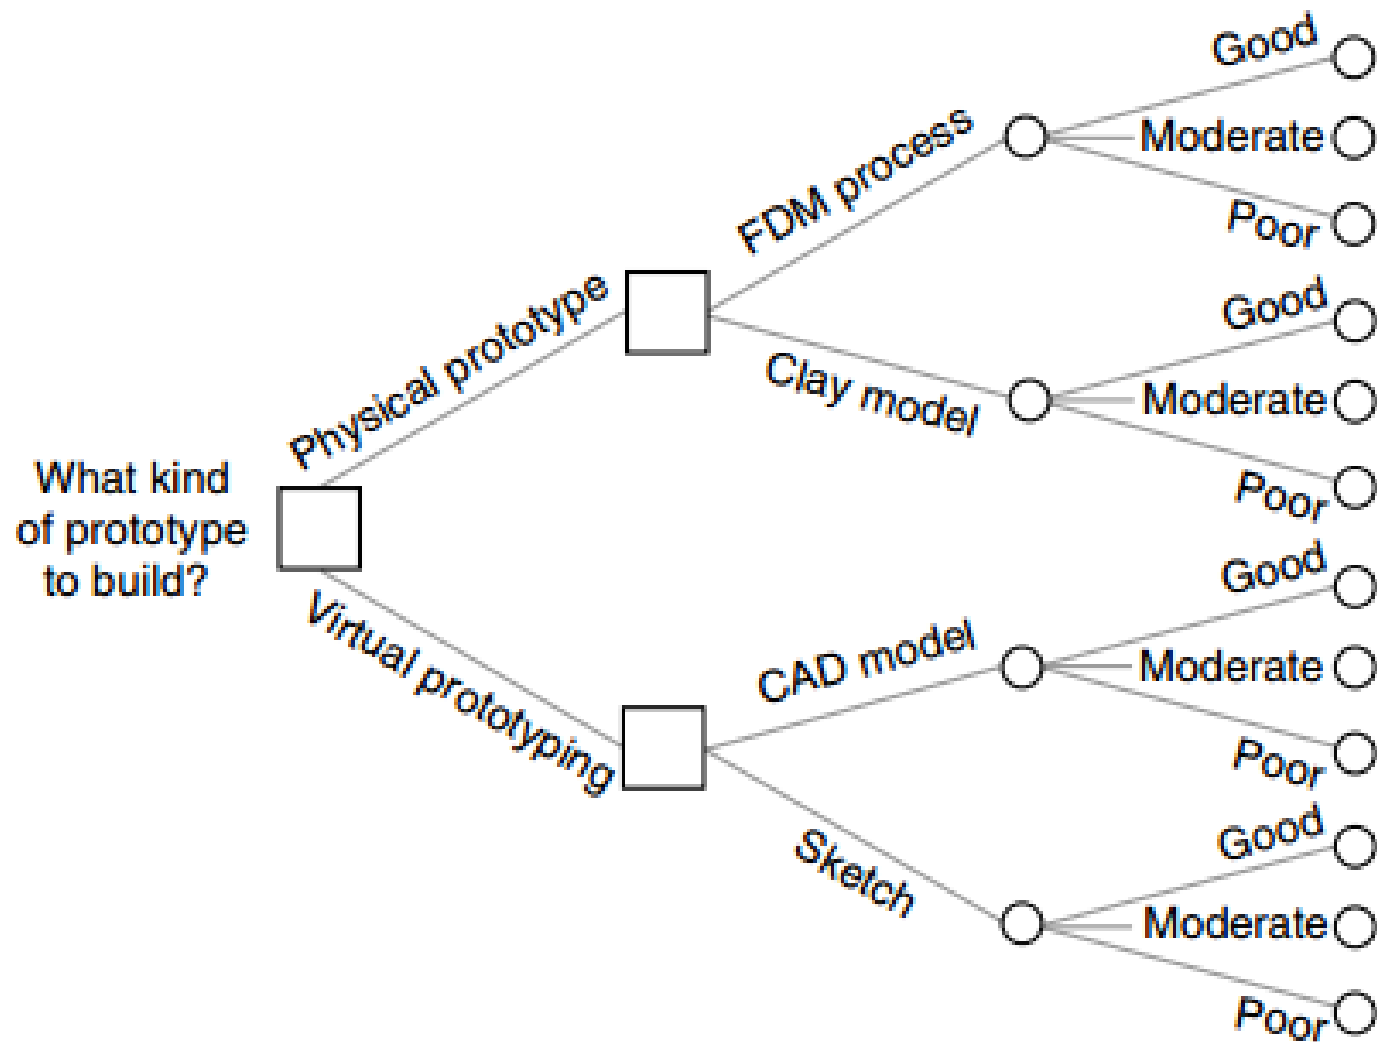 What kind
of prototype
to build?
Physical prototype
Virtual prototyping
FDM process
Clay model
CAD model
Sketch
Good
Moderate
Poor
Good
Moderate
Poor
Good
Moderate
Poor
Good
Moderate
Poor